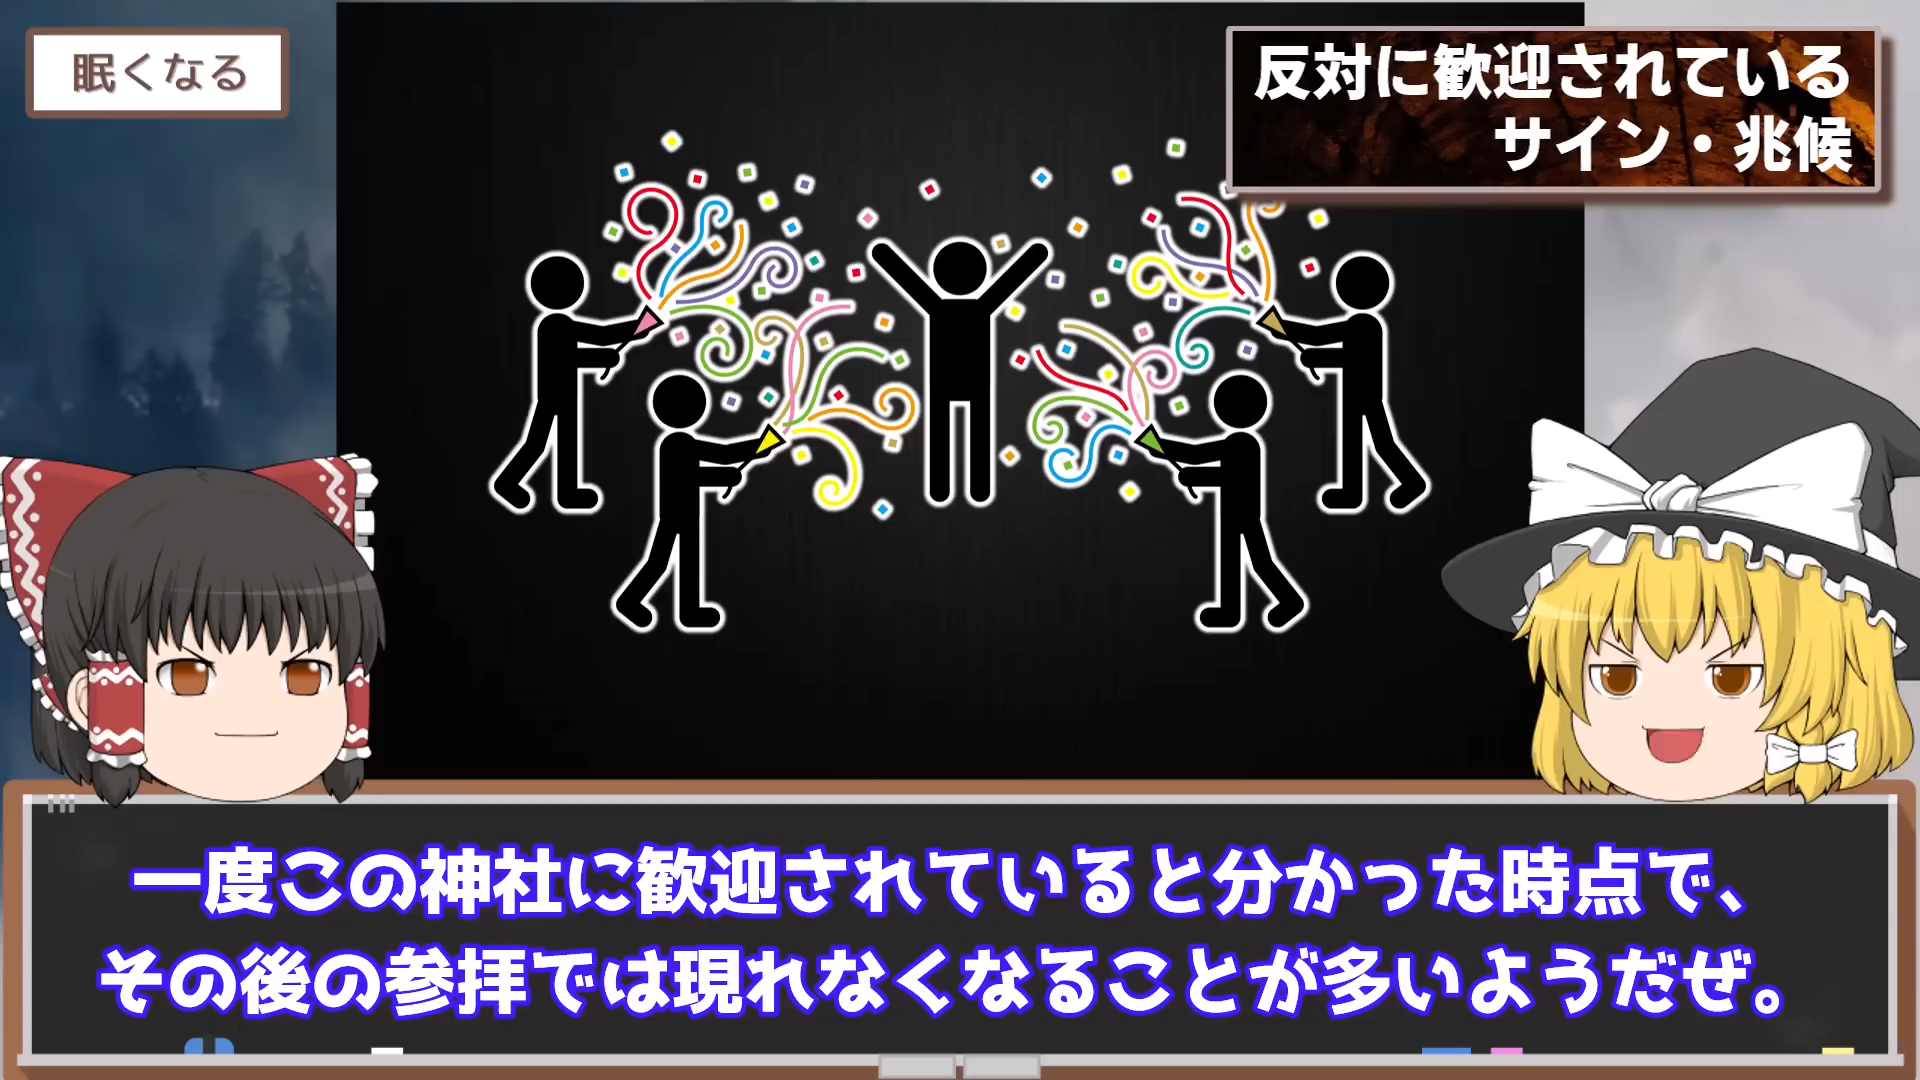 眠くなる
反対に歓迎されている
サイン・兆候
一度この神社に歓迎されていると分かった時点で、
その後の参拝では現れなくなることが多いようだぜ。